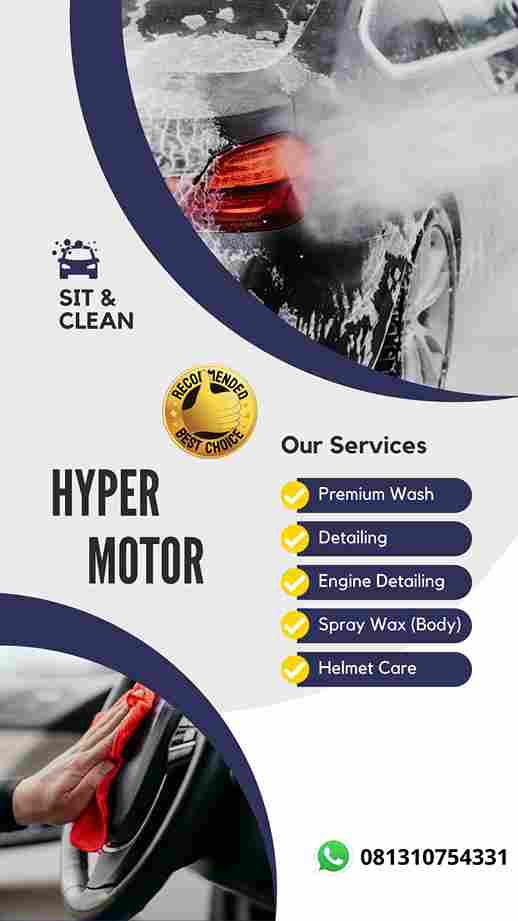 SIT &
CLEAN
RECOMMENDED
BEST CHOICE
HYPER
MOTOR
Our Services
Premium Wash
Detailing
Engine Detailing
Spray Wax (Body)
Helmet Care
081310754331